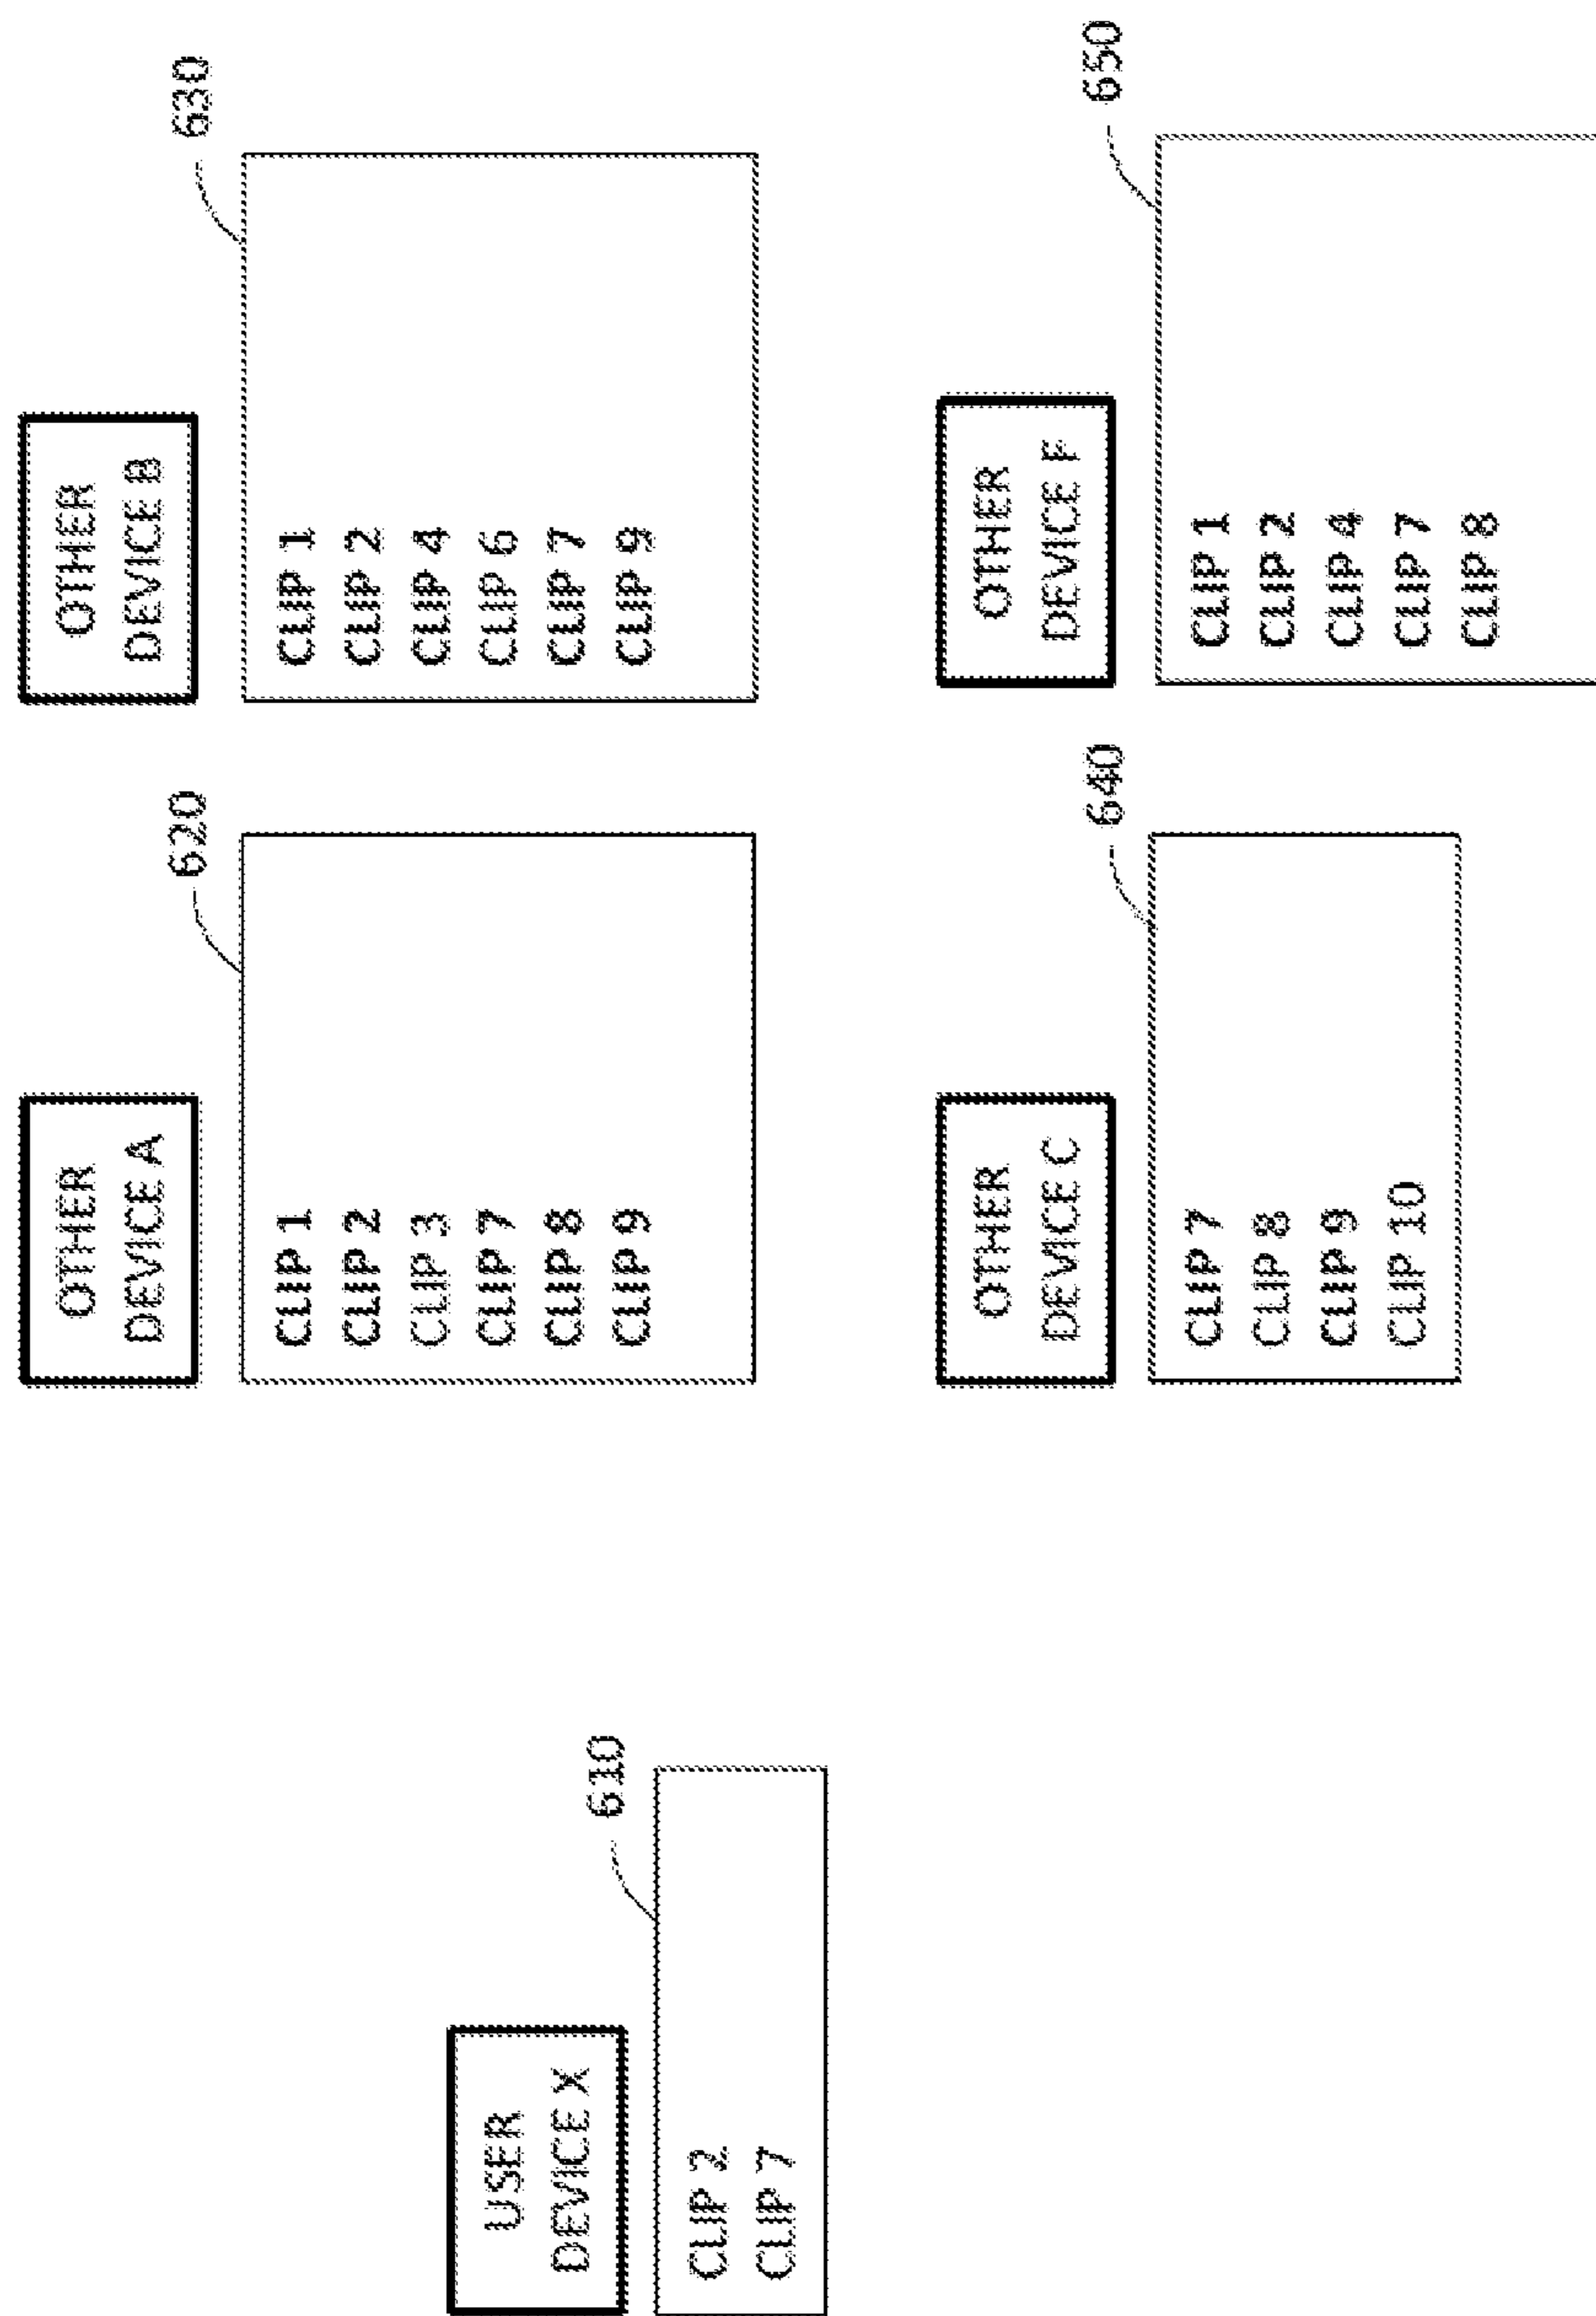 USER
DEVICE X
610
CLIP 2
CLIP 7
OTHER
DEVICE A
620
CLIP 1
CLIP 2
CLIP 3
CLIP 7
CLIP 8
CLIP 9
OTHER
DEVICE B
630
CLIP 1
CLIP 2
CLIP 4
CLIP 6
CLIP 7
CLIP 9
OTHER
DEVICE C
640
CLIP 7
CLIP 8
CLIP 9
CLIP 10
OTHER
DEVICE F
650
CLIP 1
CLIP 2
CLIP 4
CLIP 7
CLIP 8